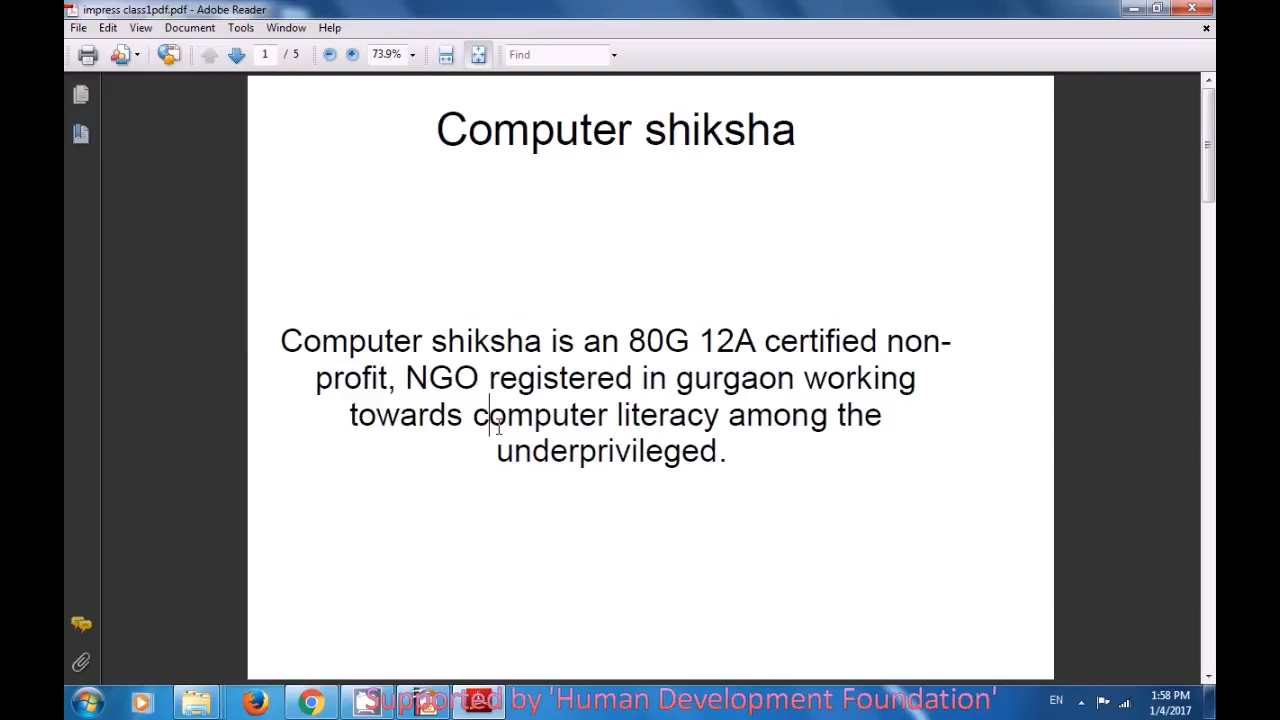 impress class1pdf.pdf - Adobe Reader
File Edit View Document Tools Window Help
1 / 5 73.9% Find
Computer shiksha
Computer shiksha is an 80G 12A certified non-
profit, NGO registered in gurgaon working
towards computer literacy among the
underprivileged.
Supported by 'Human Development Foundation'
EN
1:58 PM
1/4/2017